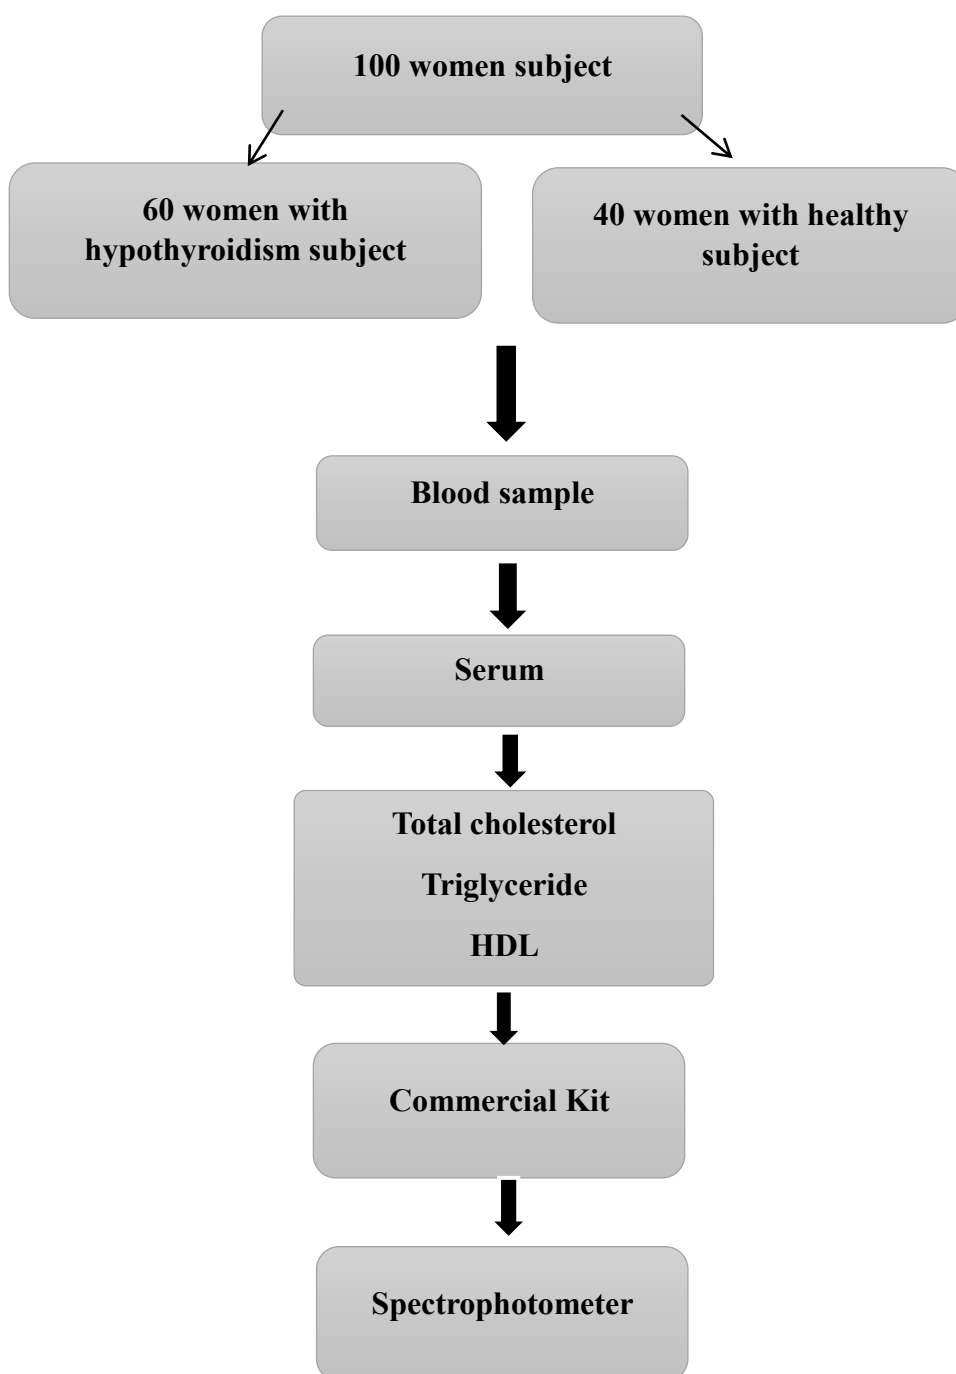 100 women subject
60 women with
hypothyroidism subject
40 women with healthy
subject
Blood sample
Serum
Total cholesterol
Triglyceride
HDL
Commercial Kit
Spectrophotometer